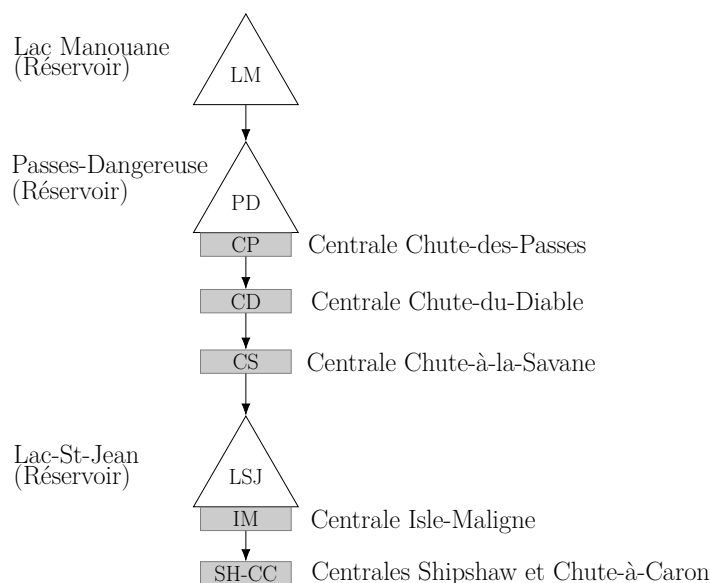 Lac Manouane
(Réservoir)
LM
Passes-Dangereuse
(Réservoir)
PD
CP Centrale Chute-des-Passes
CD Centrale Chute-du-Diable
CS Centrale Chute-à-la-Savane
Lac-St-Jean
(Réservoir)
LSJ
IM Centrale Isle-Maligne
SH-CC Centrales Shipshaw et Chute-à-Caron